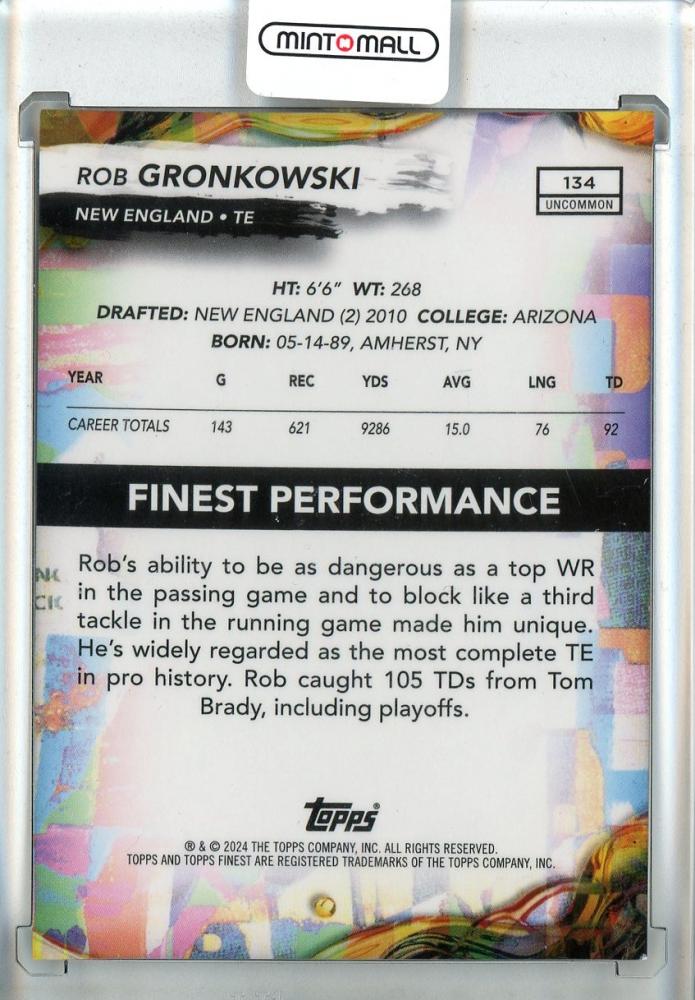 MINT MALL
ROB GRONKOWSKI
NEW ENGLAND • TE
134
UNCOMMON
HT: 6'6" WT: 268
DRAFTED: NEW ENGLAND (2) 2010 COLLEGE: ARIZONA
BORN: 05-14-89, AMHERST, NY
YEAR G REC YDS AVG LNG TD
CAREER TOTALS 143 621 9286 15.0 76 92
FINEST PERFORMANCE
Rob's ability to be as dangerous as a top WR
in the passing game and to block like a third
tackle in the running game made him unique.
He's widely regarded as the most complete TE
in pro history. Rob caught 105 TDs from Tom
Brady, including playoffs.
Topps®
® & © 2024 THE TOPPS COMPANY, INC. ALL RIGHTS RESERVED.
TOPPS AND TOPPS FINEST ARE REGISTERED TRADEMARKS OF THE TOPPS COMPANY, INC.